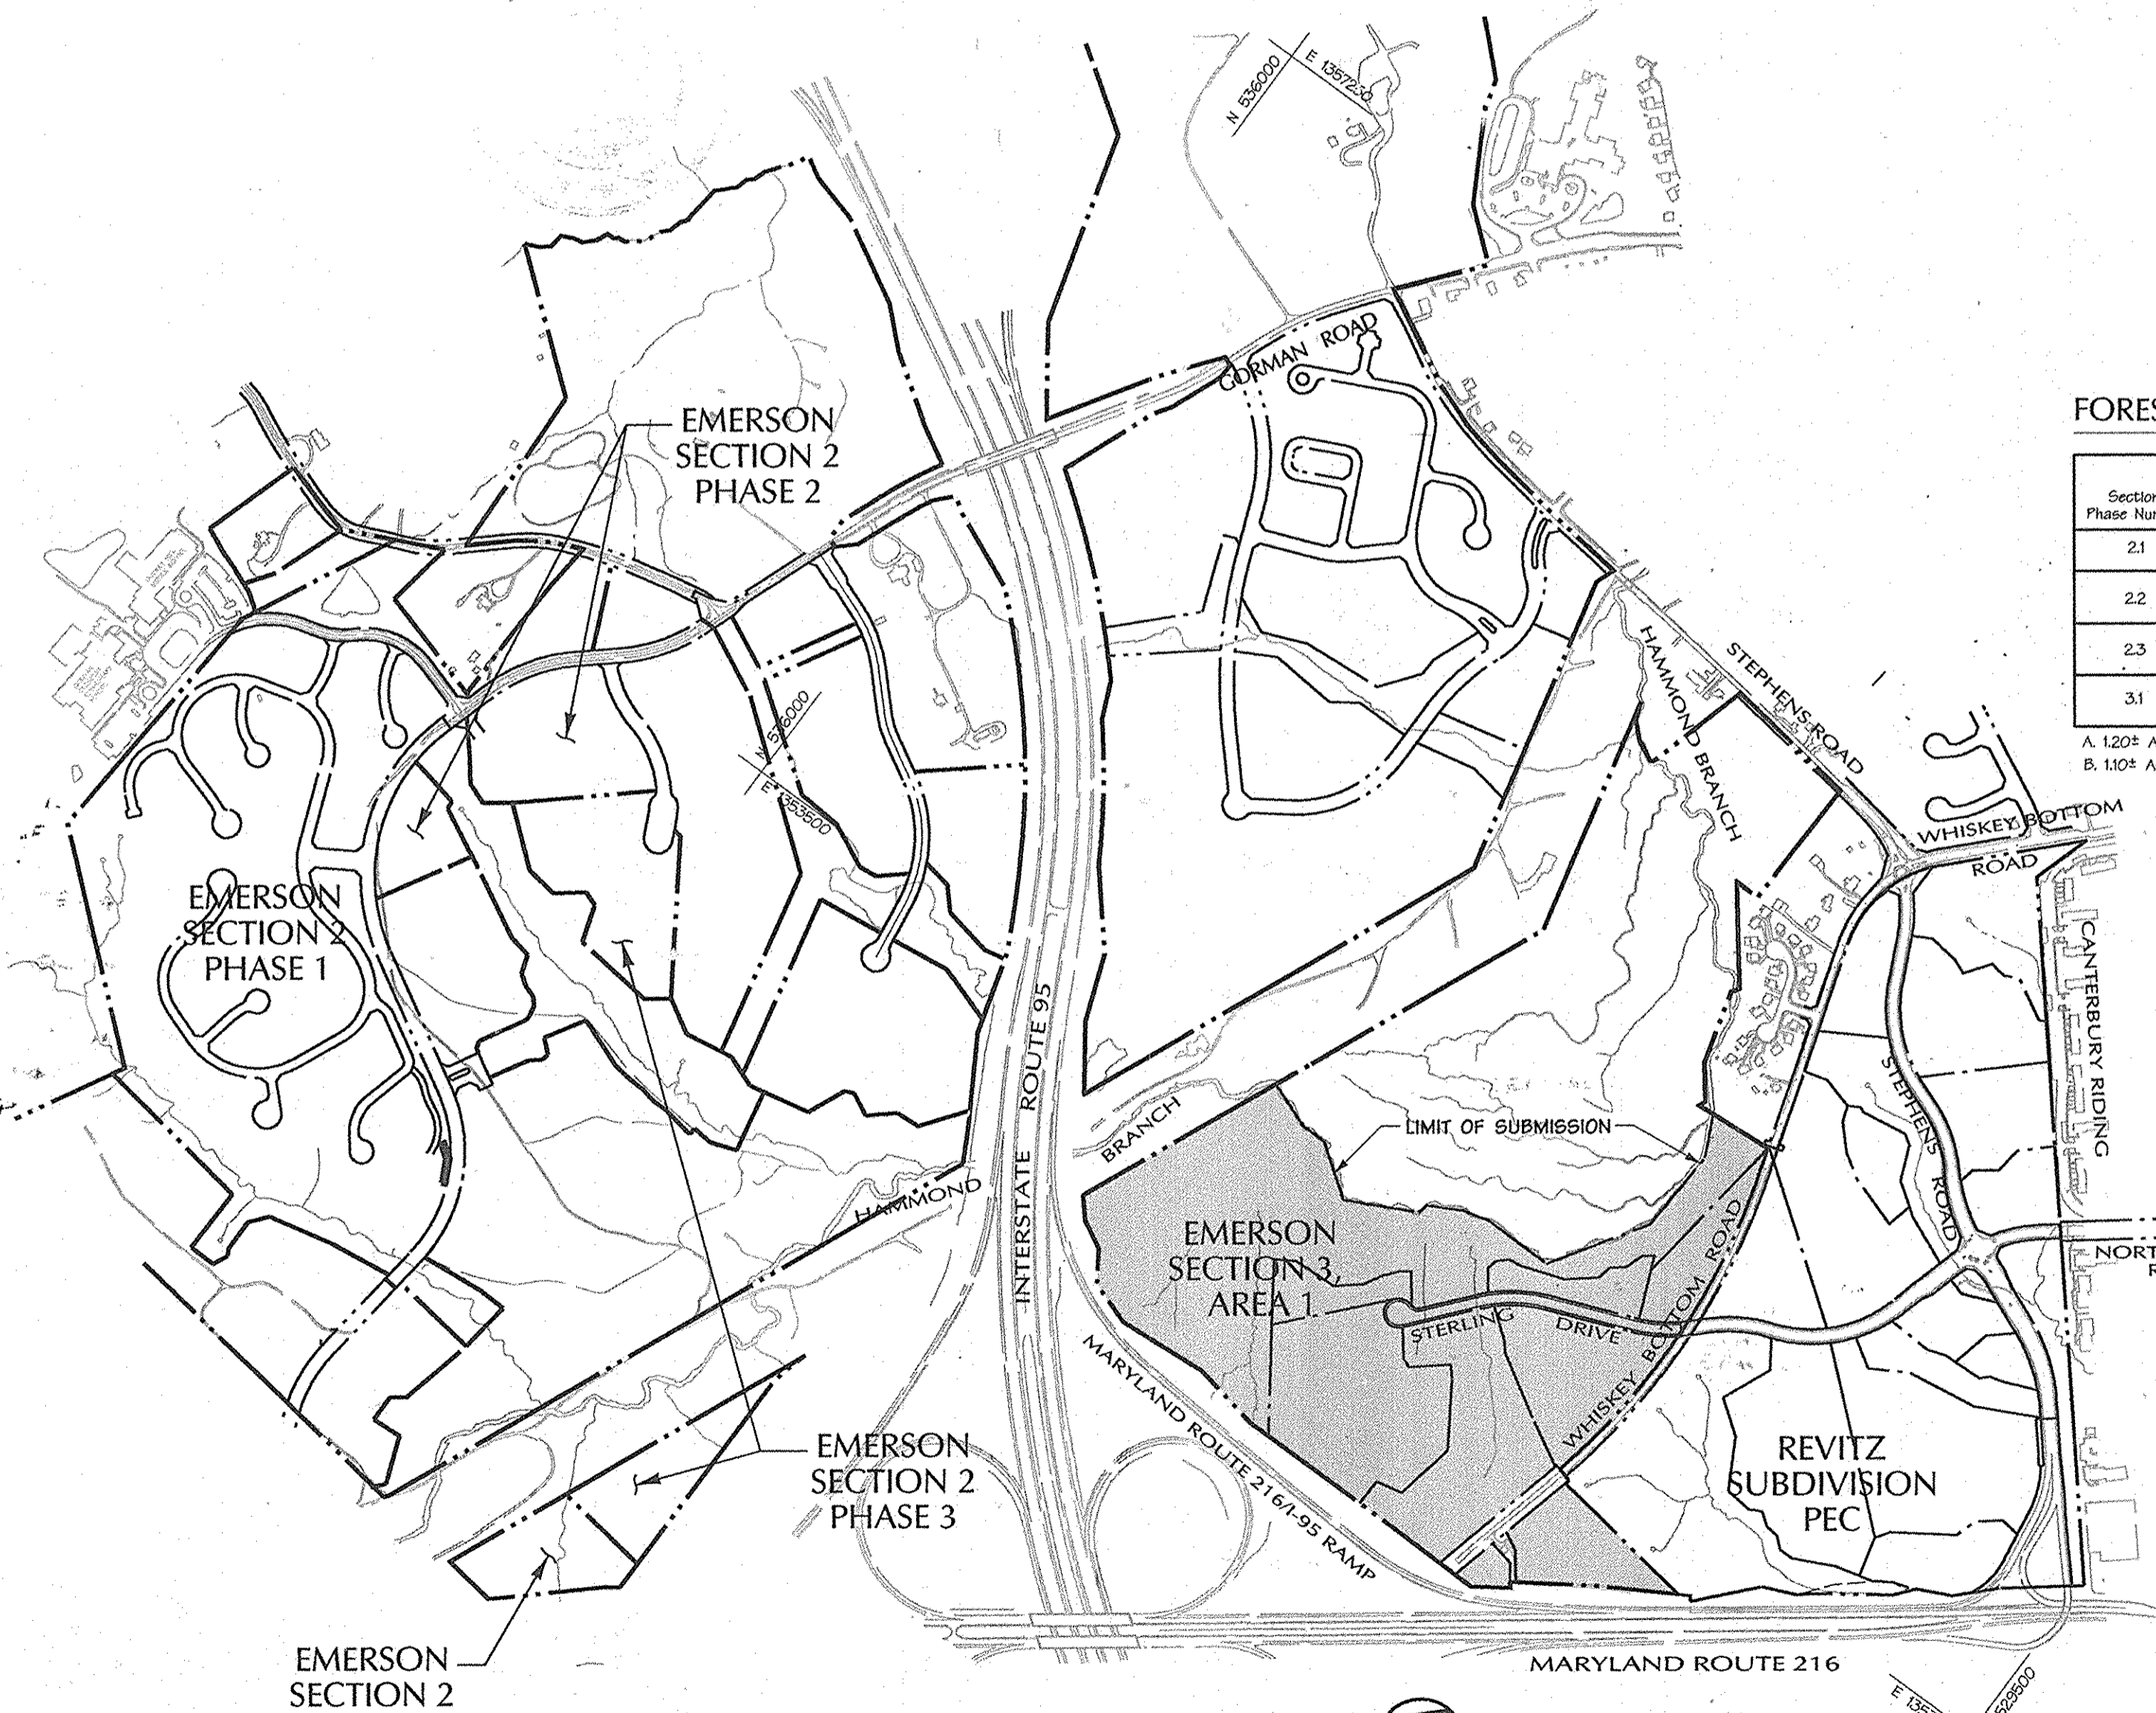 N 536000
E 1357250
GORMAN ROAD
EMERSON
SECTION 2
PHASE 2
FORES
Section
Phase Nu
2.1
2.2
2.3
3.1
A. 1.20± A
B. 1.10± A
HAMMOND BRANCH
STEPHENS ROAD
WHISKEY BOTTOM
ROAD
N 536000
E 1353500
EMERSON
SECTION 2
PHASE 1
CANTERBURY RIDING
INTERSTATE ROUTE 95
STEPHENS ROAD
BRANCH
LIMIT OF SUBMISSION
HAMMOND
EMERSON
SECTION 3,
AREA 1
STERLING DRIVE
WHISKEY BOTTOM ROAD
NORT
R
MARYLAND ROUTE 216/I-95 RAMP
EMERSON
SECTION 2
PHASE 3
REVITZ
SUBDIVISION
PEC
EMERSON
SECTION 2
MARYLAND ROUTE 216
E 135
529500